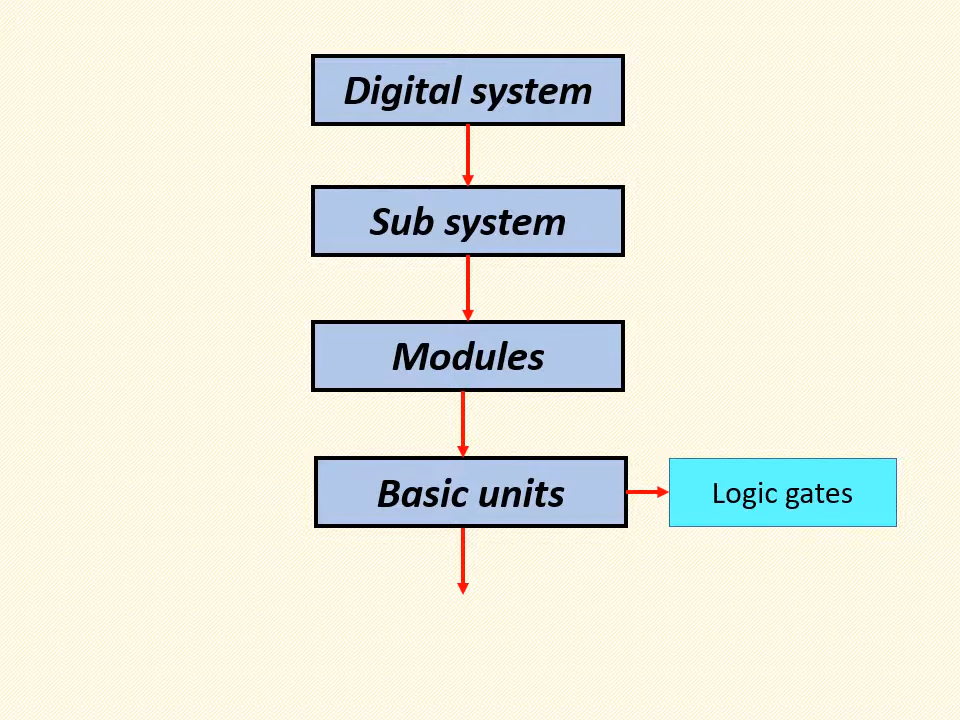 Digital system
Sub system
Modules
Basic units
Logic gates